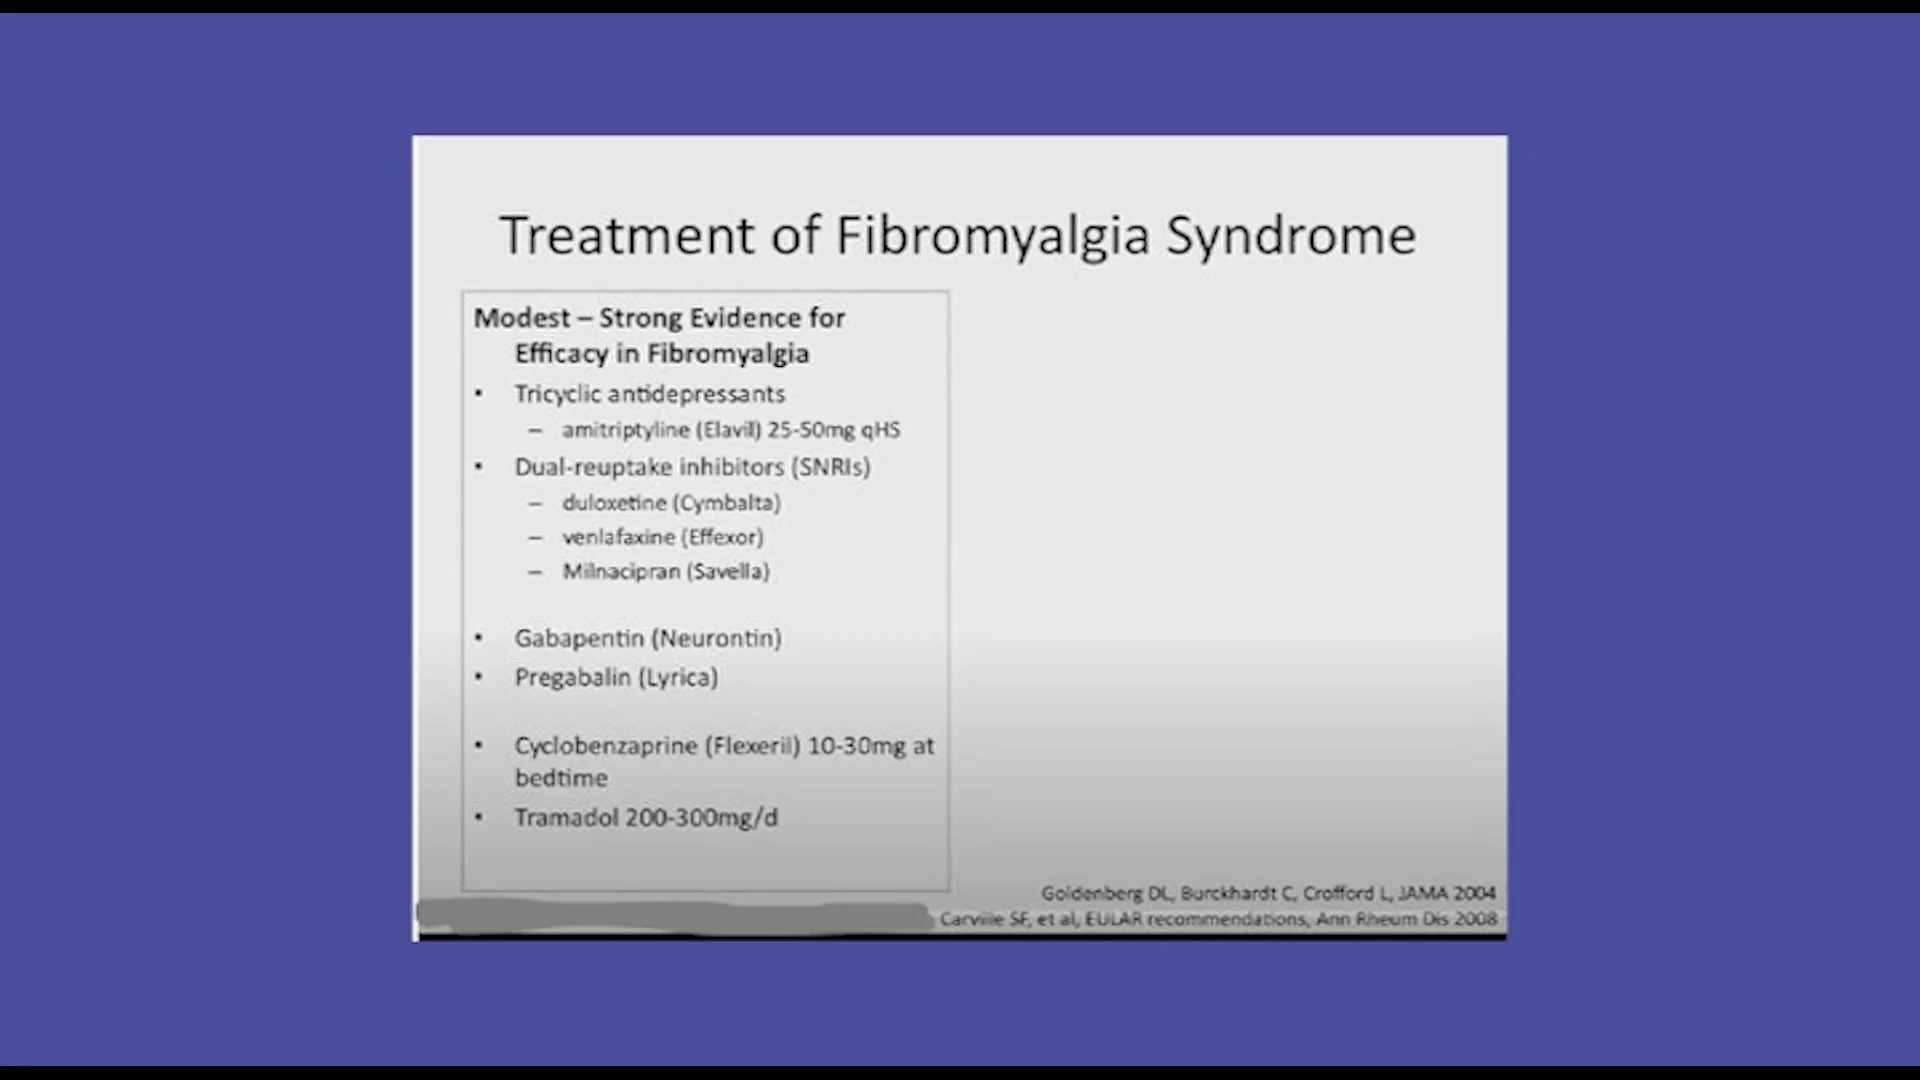 Treatment of Fibromyalgia Syndrome
Modest – Strong Evidence for
Efficacy in Fibromyalgia
• Tricyclic antidepressants
– amitriptyline (Elavil) 25-50mg qHS
• Dual-reuptake inhibitors (SNRIs)
– duloxetine (Cymbalta)
– venlafaxine (Effexor)
– Milnacipran (Savella)
• Gabapentin (Neurontin)
• Pregabalin (Lyrica)
• Cyclobenzaprine (Flexeril) 10-30mg at
bedtime
• Tramadol 200-300mg/d
Goldenberg DL, Burckhardt C, Crofford L, JAMA 2004
Carville SF, et al, EULAR recommendations, Ann Rheum Dis 2008